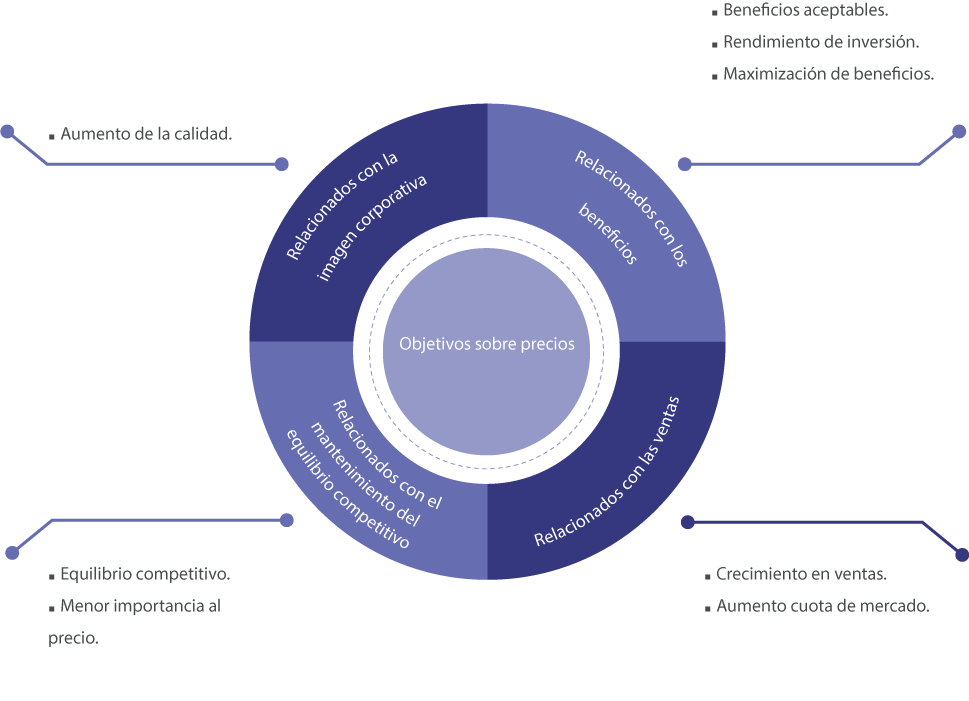 ▪ Beneficios aceptables.
▪ Rendimiento de inversión.
▪ Maximización de beneficios.
▪ Aumento de la calidad.
Relacionados con la
imagen corporativa
Relacionados con los
beneficios
Objetivos sobre precios
Relacionados con el
mantenimiento del
equilibrio competitivo
Relacionados con las ventas
▪ Equilibrio competitivo.
▪ Menor importancia al
precio.
▪ Crecimiento en ventas.
▪ Aumento cuota de mercado.